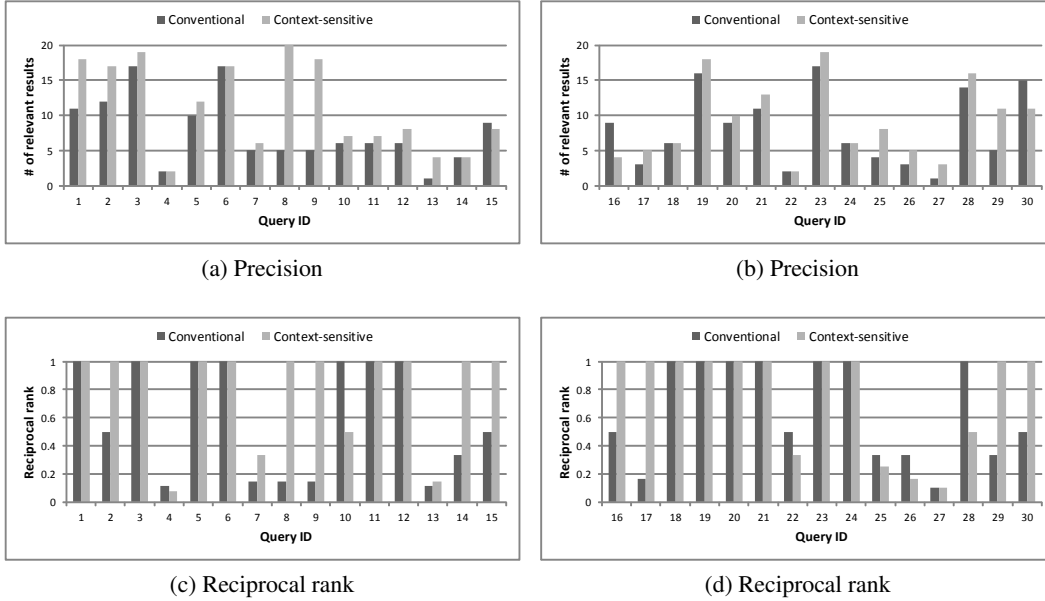 Conventional Context-sensitive
# of relevant results
20
15
10
5
0
1 2 3 4 5 6 7 8 9 10 11 12 13 14 15
Query ID
(a) Precision
Conventional Context-sensitive
# of relevant results
20
15
10
5
0
16 17 18 19 20 21 22 23 24 25 26 27 28 29 30
Query ID
(b) Precision
Conventional Context-sensitive
Reciprocal rank
1
0.8
0.6
0.4
0.2
0
1 2 3 4 5 6 7 8 9 10 11 12 13 14 15
Query ID
(c) Reciprocal rank
Conventional Context-sensitive
Reciprocal rank
1
0.8
0.6
0.4
0.2
0
16 17 18 19 20 21 22 23 24 25 26 27 28 29 30
Query ID
(d) Reciprocal rank